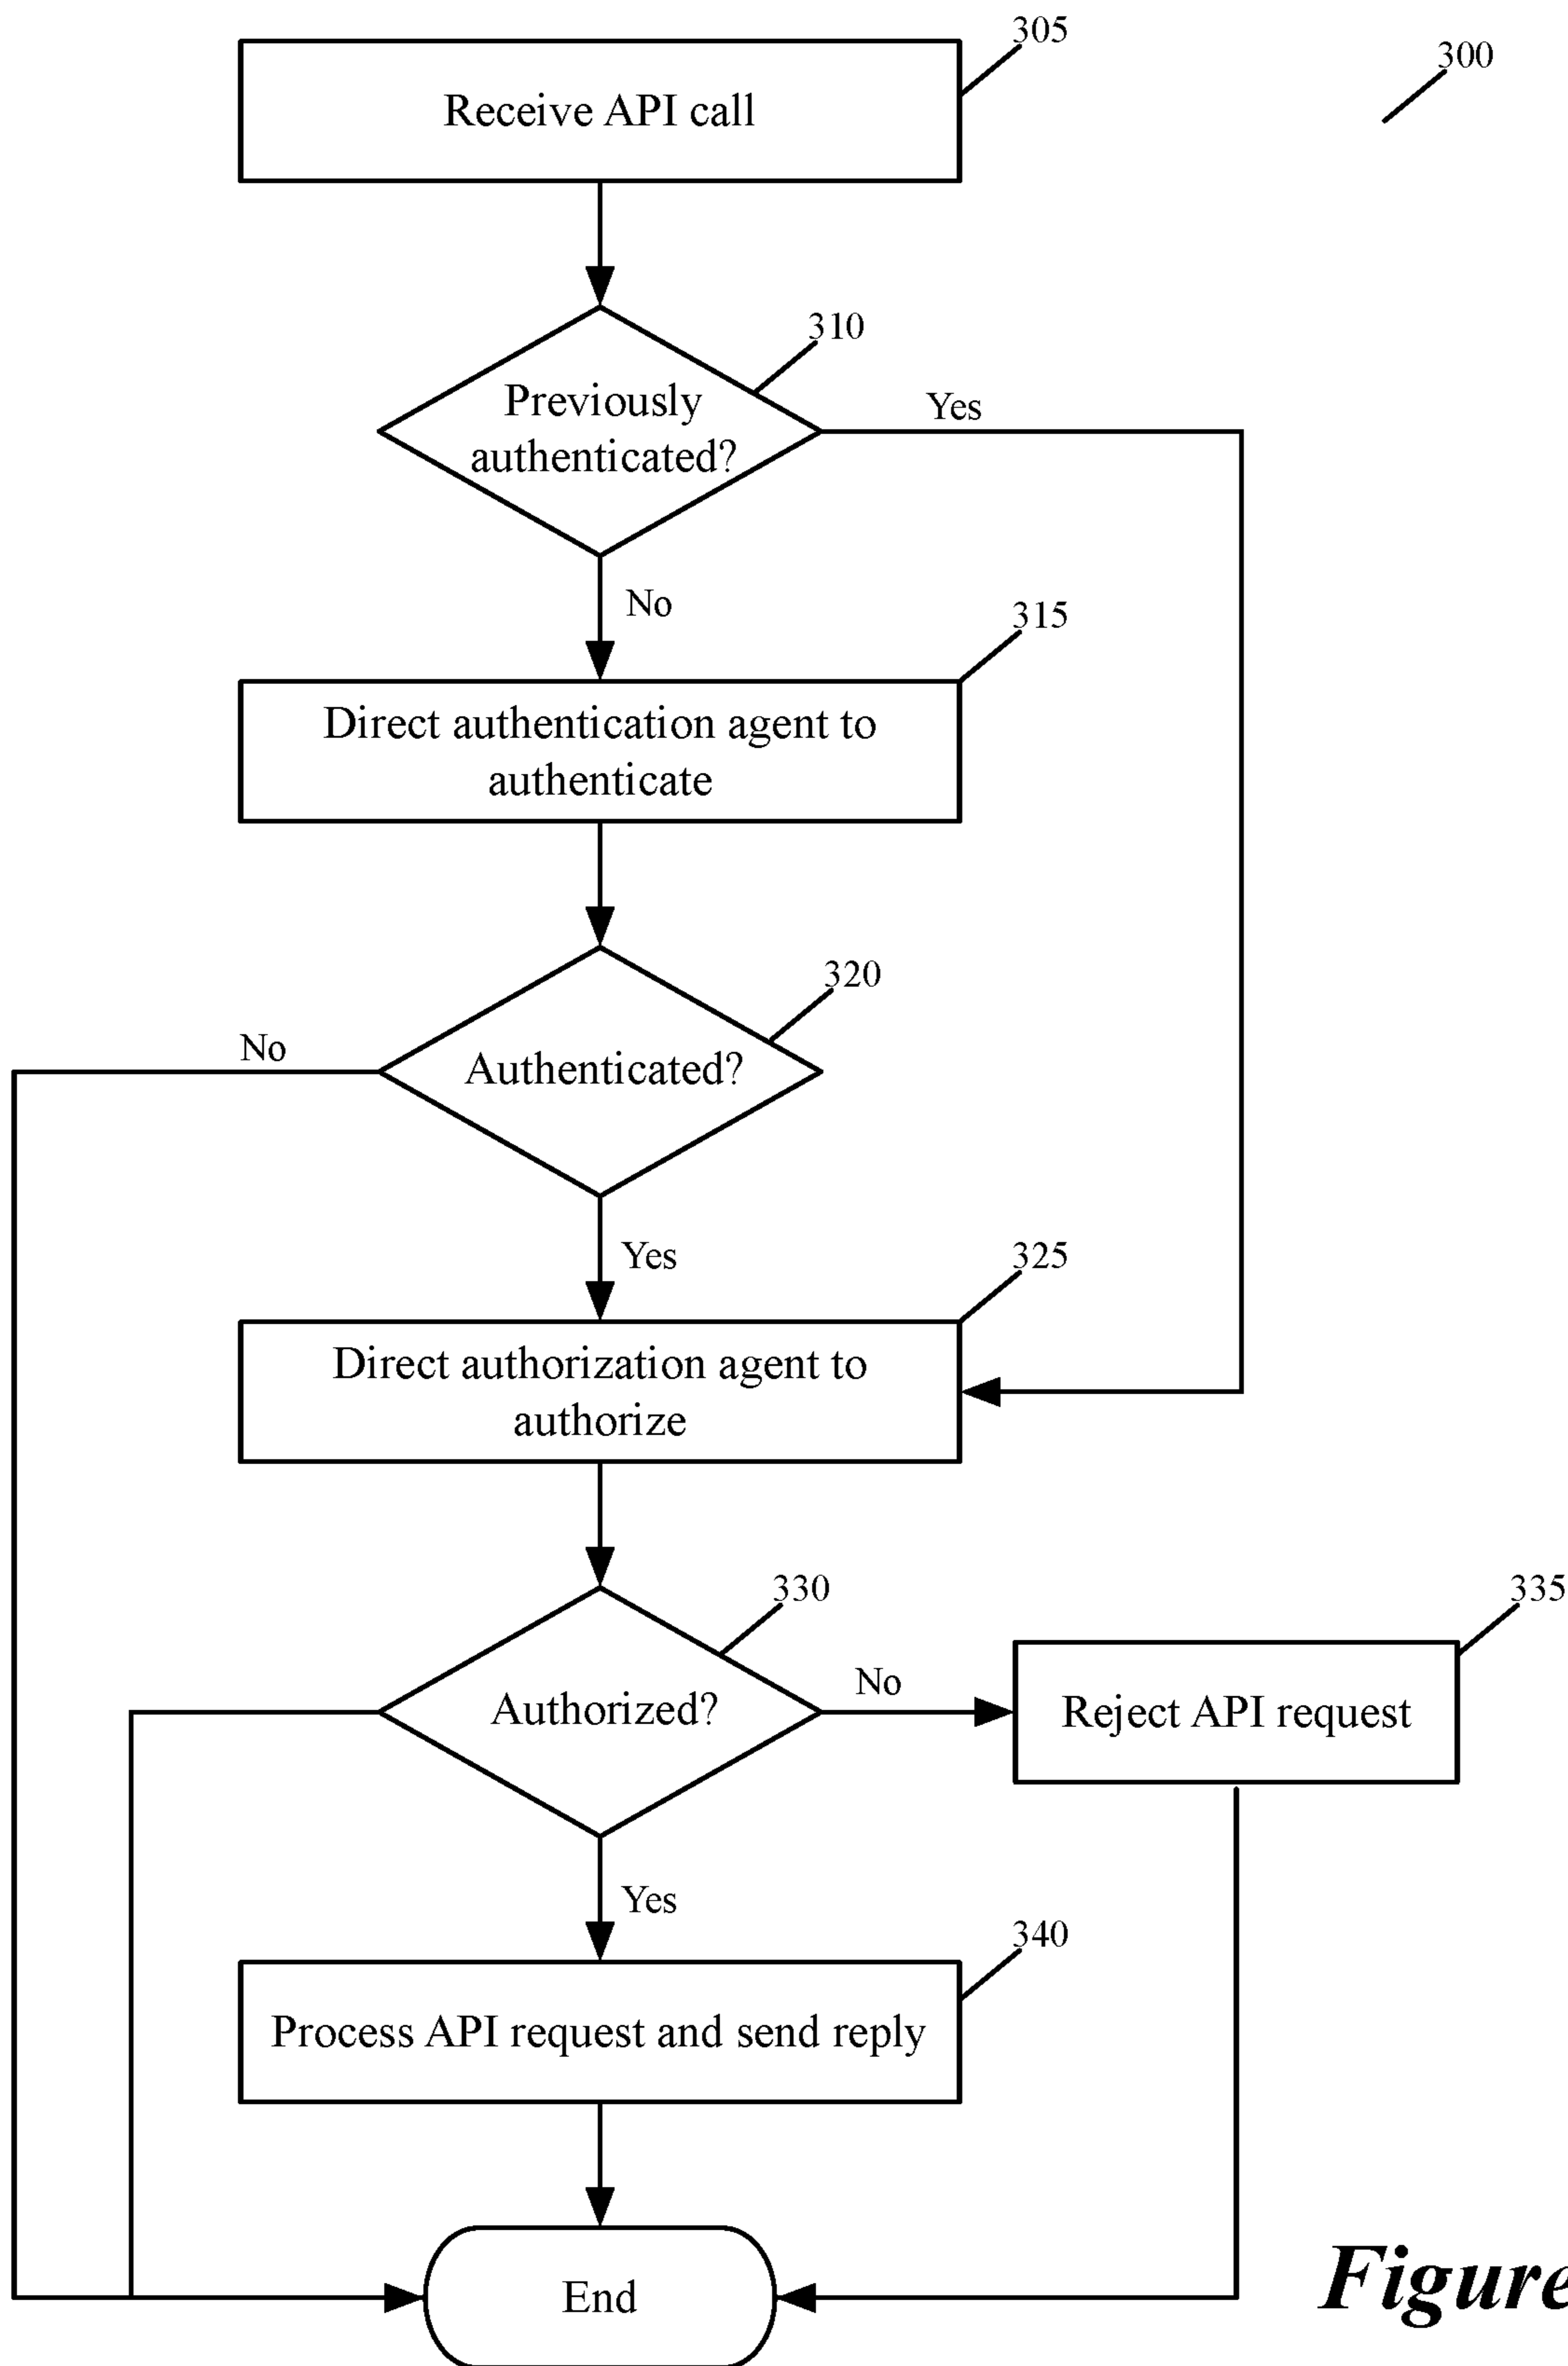 305
300
Receive API call
310
Previously
authenticated?
Yes
No
315
Direct authentication agent to
authenticate
320
No
Authenticated?
Yes
325
Direct authorization agent to
authorize
330
335
No
Authorized?
Reject API request
Yes
340
Process API request and send reply
End
Figure